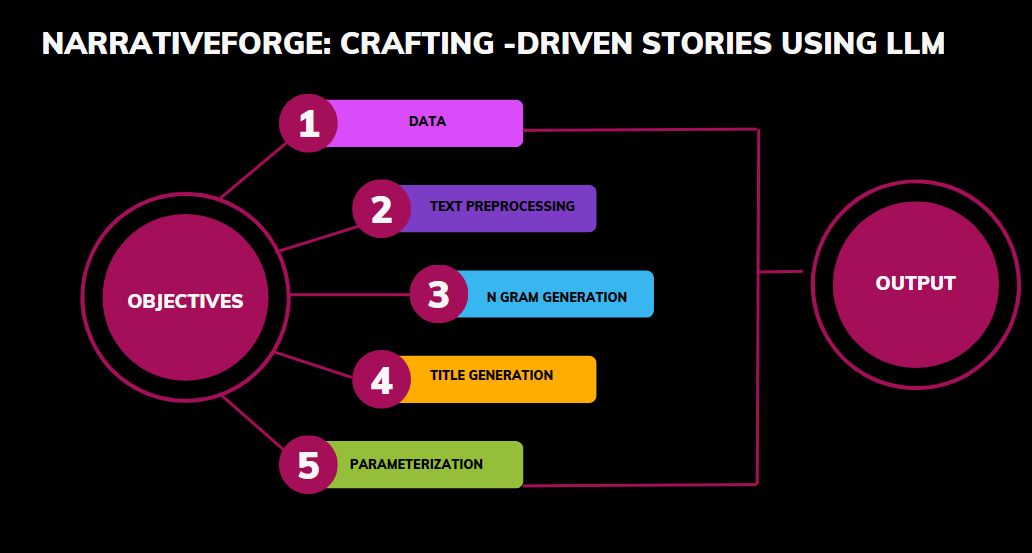 NARRATIVEFORGE: CRAFTING -DRIVEN STORIES USING LLM
1
DATA
2
TEXT PREPROCESSING
OBJECTIVES
3
N GRAM GENERATION
OUTPUT
4
TITLE GENERATION
5
PARAMETERIZATION